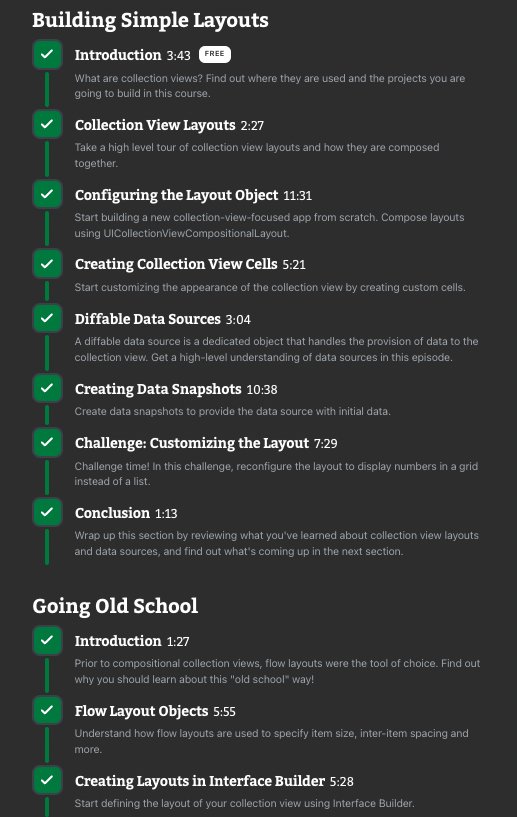 Building Simple Layouts
Introduction 3:43 FREE
What are collection views? Find out where they are used and the projects you are
going to build in this course.
Collection View Layouts 2:27
Take a high level tour of collection view layouts and how they are composed
together.
Configuring the Layout Object 11:31
Start building a new collection-view-focused app from scratch. Compose layouts
using UICollectionViewCompositionalLayout.
Creating Collection View Cells 5:21
Start customizing the appearance of the collection view by creating custom cells.
Diffable Data Sources 3:04
A diffable data source is a dedicated object that handles the provision of data to the
collection view. Get a high-level understanding of data sources in this episode.
Creating Data Snapshots 10:38
Create data snapshots to provide the data source with initial data.
Challenge: Customizing the Layout 7:29
Challenge time! In this challenge, reconfigure the layout to display numbers in a grid
instead of a list.
Conclusion 1:13
Wrap up this section by reviewing what you've learned about collection view layouts
and data sources, and find out what's coming up in the next section.
Going Old School
Introduction 1:27
Prior to compositional collection views, flow layouts were the tool of choice. Find out
why you should learn about this "old school" way!
Flow Layout Objects 5:55
Understand how flow layouts are used to specify item size, inter-item spacing and
more.
Creating Layouts in Interface Builder 5:28
Start defining the layout of your collection view using Interface Builder.